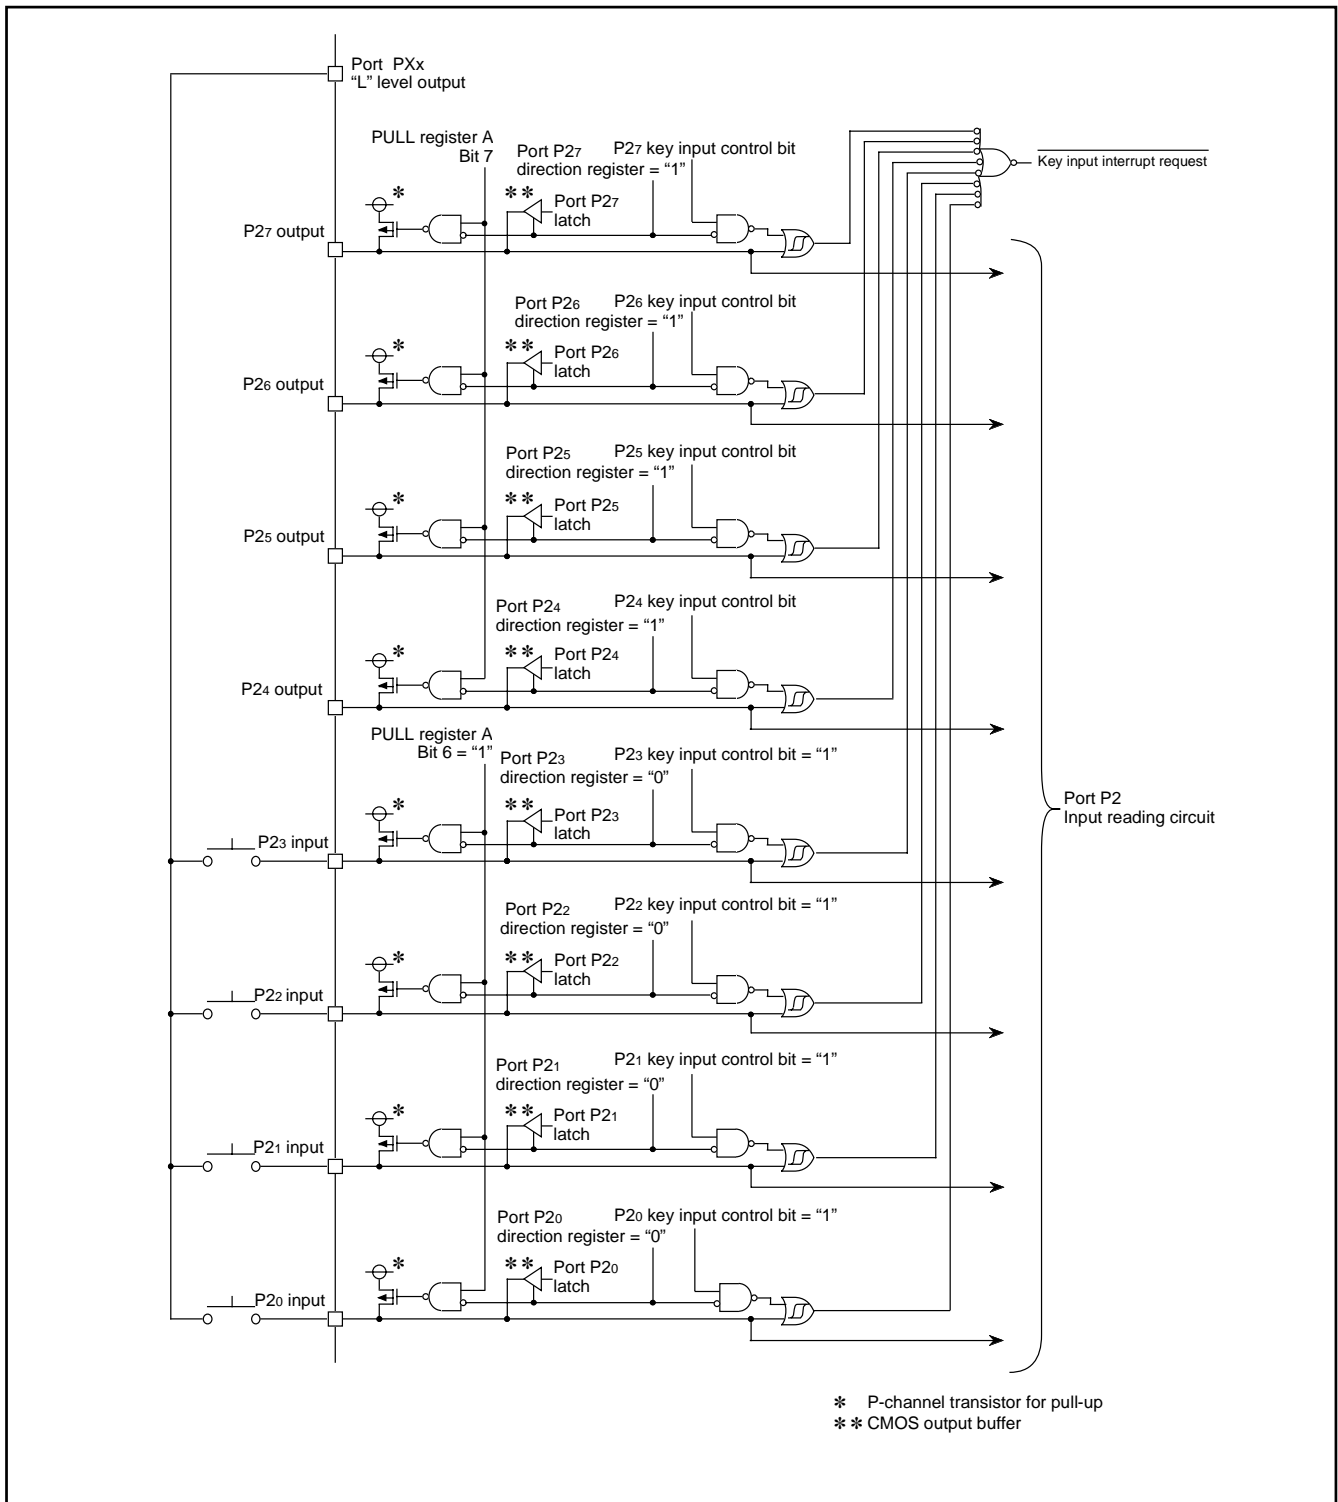 Port PXx
“L” level output
PULL register A
Bit 7
Port P27
direction register = “1”
P27 key input control bit
Key input interrupt request
*
**
Port P27
latch
P27 output
Port P26
direction register = “1”
P26 key input control bit
*
**
Port P26
latch
P26 output
Port P25
direction register = “1”
P25 key input control bit
*
**
Port P25
latch
P25 output
Port P24
direction register = “1”
P24 key input control bit
*
**
Port P24
latch
P24 output
PULL register A
Bit 6 = “1”
Port P23
direction register = “0”
P23 key input control bit = “1”
*
**
Port P23
latch
P23 input
Port P2
Input reading circuit
Port P22
direction register = “0”
P22 key input control bit = “1”
*
**
Port P22
latch
P22 input
Port P21
direction register = “0”
P21 key input control bit = “1”
*
**
Port P21
latch
P21 input
Port P20
direction register = “0”
P20 key input control bit = “1”
*
**
Port P20
latch
P20 input
* P-channel transistor for pull-up
** CMOS output buffer